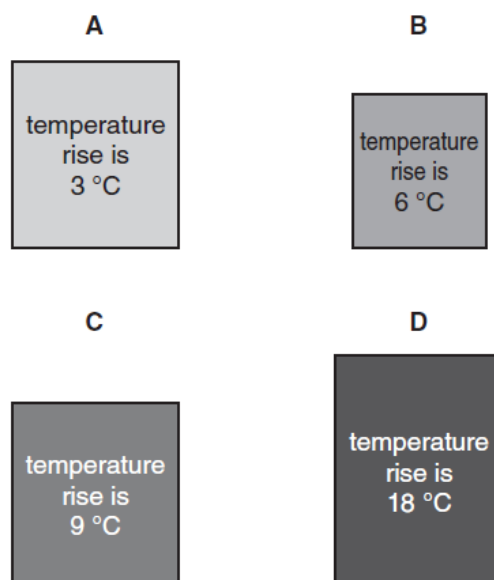 A
B
temperature
rise is
3 °C
temperature
rise is
6 °C
C
D
temperature
rise is
9 °C
temperature
rise is
18 °C